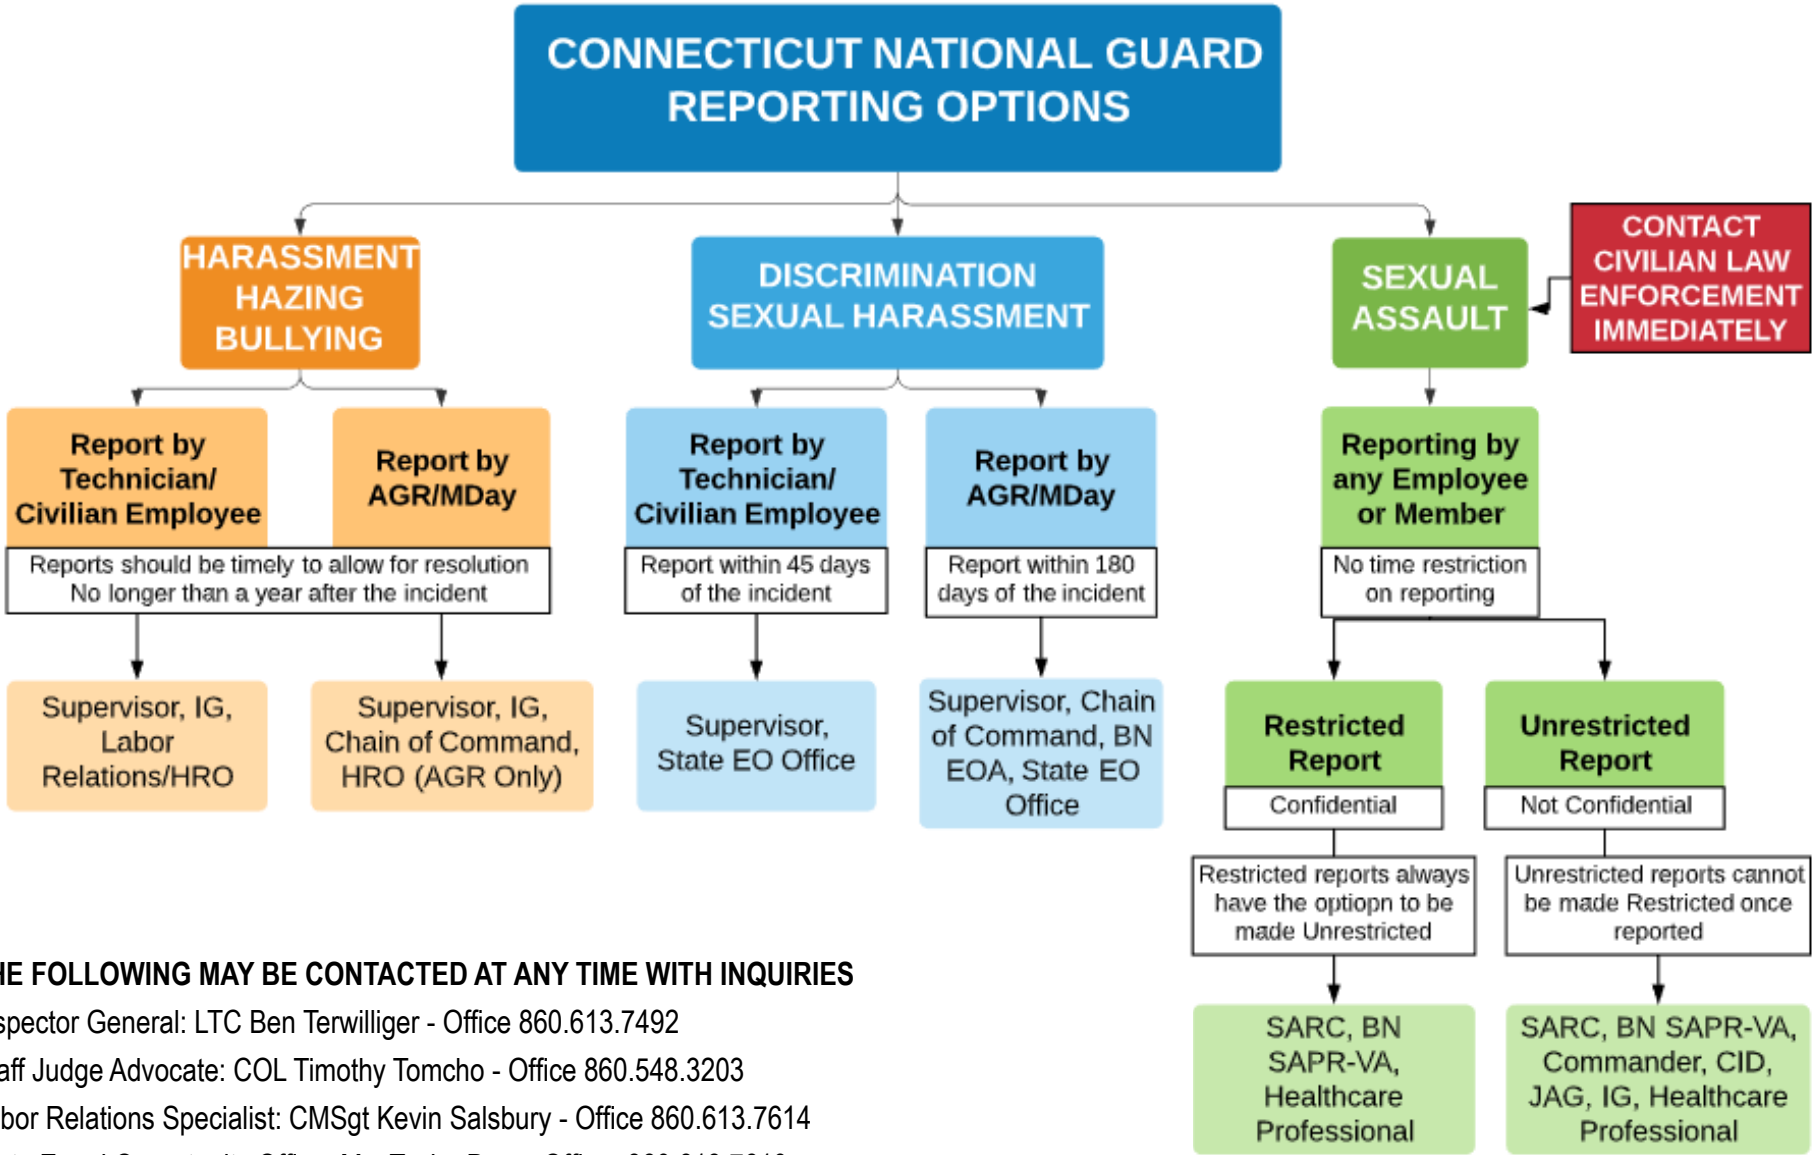 CONNECTICUT NATIONAL GUARD
REPORTING OPTIONS
HARASSMENT
HAZING
BULLYING
DISCRIMINATION
SEXUAL HARASSMENT
SEXUAL
ASSAULT
CONTACT
CIVILIAN LAW
ENFORCEMENT
IMMEDIATELY
Report by
Technician/
Civilian Employee
Report by
AGR/MDay
Reports should be timely to allow for resolution
No longer than a year after the incident
Supervisor, IG,
Labor
Relations/HRO
Supervisor, IG,
Chain of Command,
HRO (AGR Only)
Report by
Technician/
Civilian Employee
Report within 45 days
of the incident
Supervisor,
State EO Office
Report by
AGR/MDay
Report within 180
days of the incident
Supervisor, Chain
of Command, BN
EOA, State EO
Office
Reporting by
any Employee
or Member
No time restriction
on reporting
Restricted
Report
Confidential
Restricted reports always
have the optiopn to be
made Unrestricted
SARC, BN
SAPR-VA,
Healthcare
Professional
Unrestricted
Report
Not Confidential
Unrestricted reports cannot
be made Restricted once
reported
SARC, BN SAPR-VA,
Commander, CID,
JAG, IG, Healthcare
Professional
HE FOLLOWING MAY BE CONTACTED AT ANY TIME WITH INQUIRIES
spector General: LTC Ben Terwilliger - Office 860.613.7492
aff Judge Advocate: COL Timothy Tomcho - Office 860.548.3203
bor Relations Specialist: CMSgt Kevin Salsbury - Office 860.613.7614